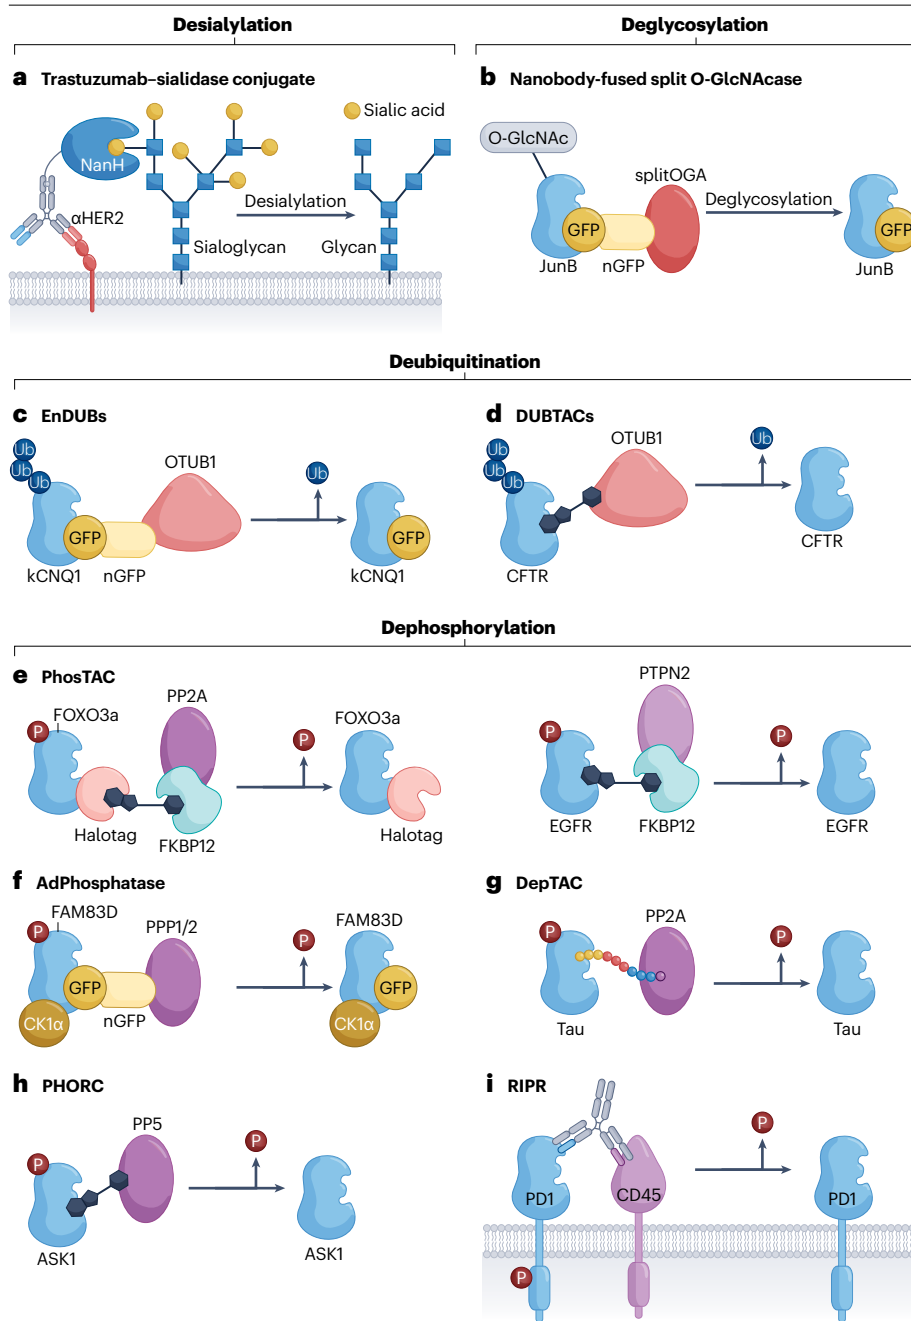 Desialylation
Deglycosylation
a Trastuzumab–sialidase conjugate
b Nanobody-fused split O-GlcNAcase
Sialic acid
NanH
αHER2
Desialylation
Sialoglycan
Glycan
O-GlcNAc
splitOGA
Deglycosylation
GFP
nGFP
JunB
GFP
JunB
Deubiquitination
c EnDUBs
d DUBTACs
Ub
Ub
Ub
OTUB1
Ub
GFP
kCNQ1
nGFP
GFP
kCNQ1
Ub
Ub
Ub
OTUB1
Ub
CFTR
CFTR
Dephosphorylation
e PhosTAC
P
FOXO3a
PP2A
P
FOXO3a
Halotag
FKBP12
Halotag
PTPN2
P
P
EGFR
FKBP12
EGFR
f AdPhosphatase
P
FAM83D
PPP1/2
P
FAM83D
GFP
nGFP
CK1α
GFP
CK1α
g DepTAC
P
PP2A
P
Tau
Tau
h PHORC
P
PP5
P
ASK1
ASK1
i RIPR
P
PD1
CD45
PD1
P